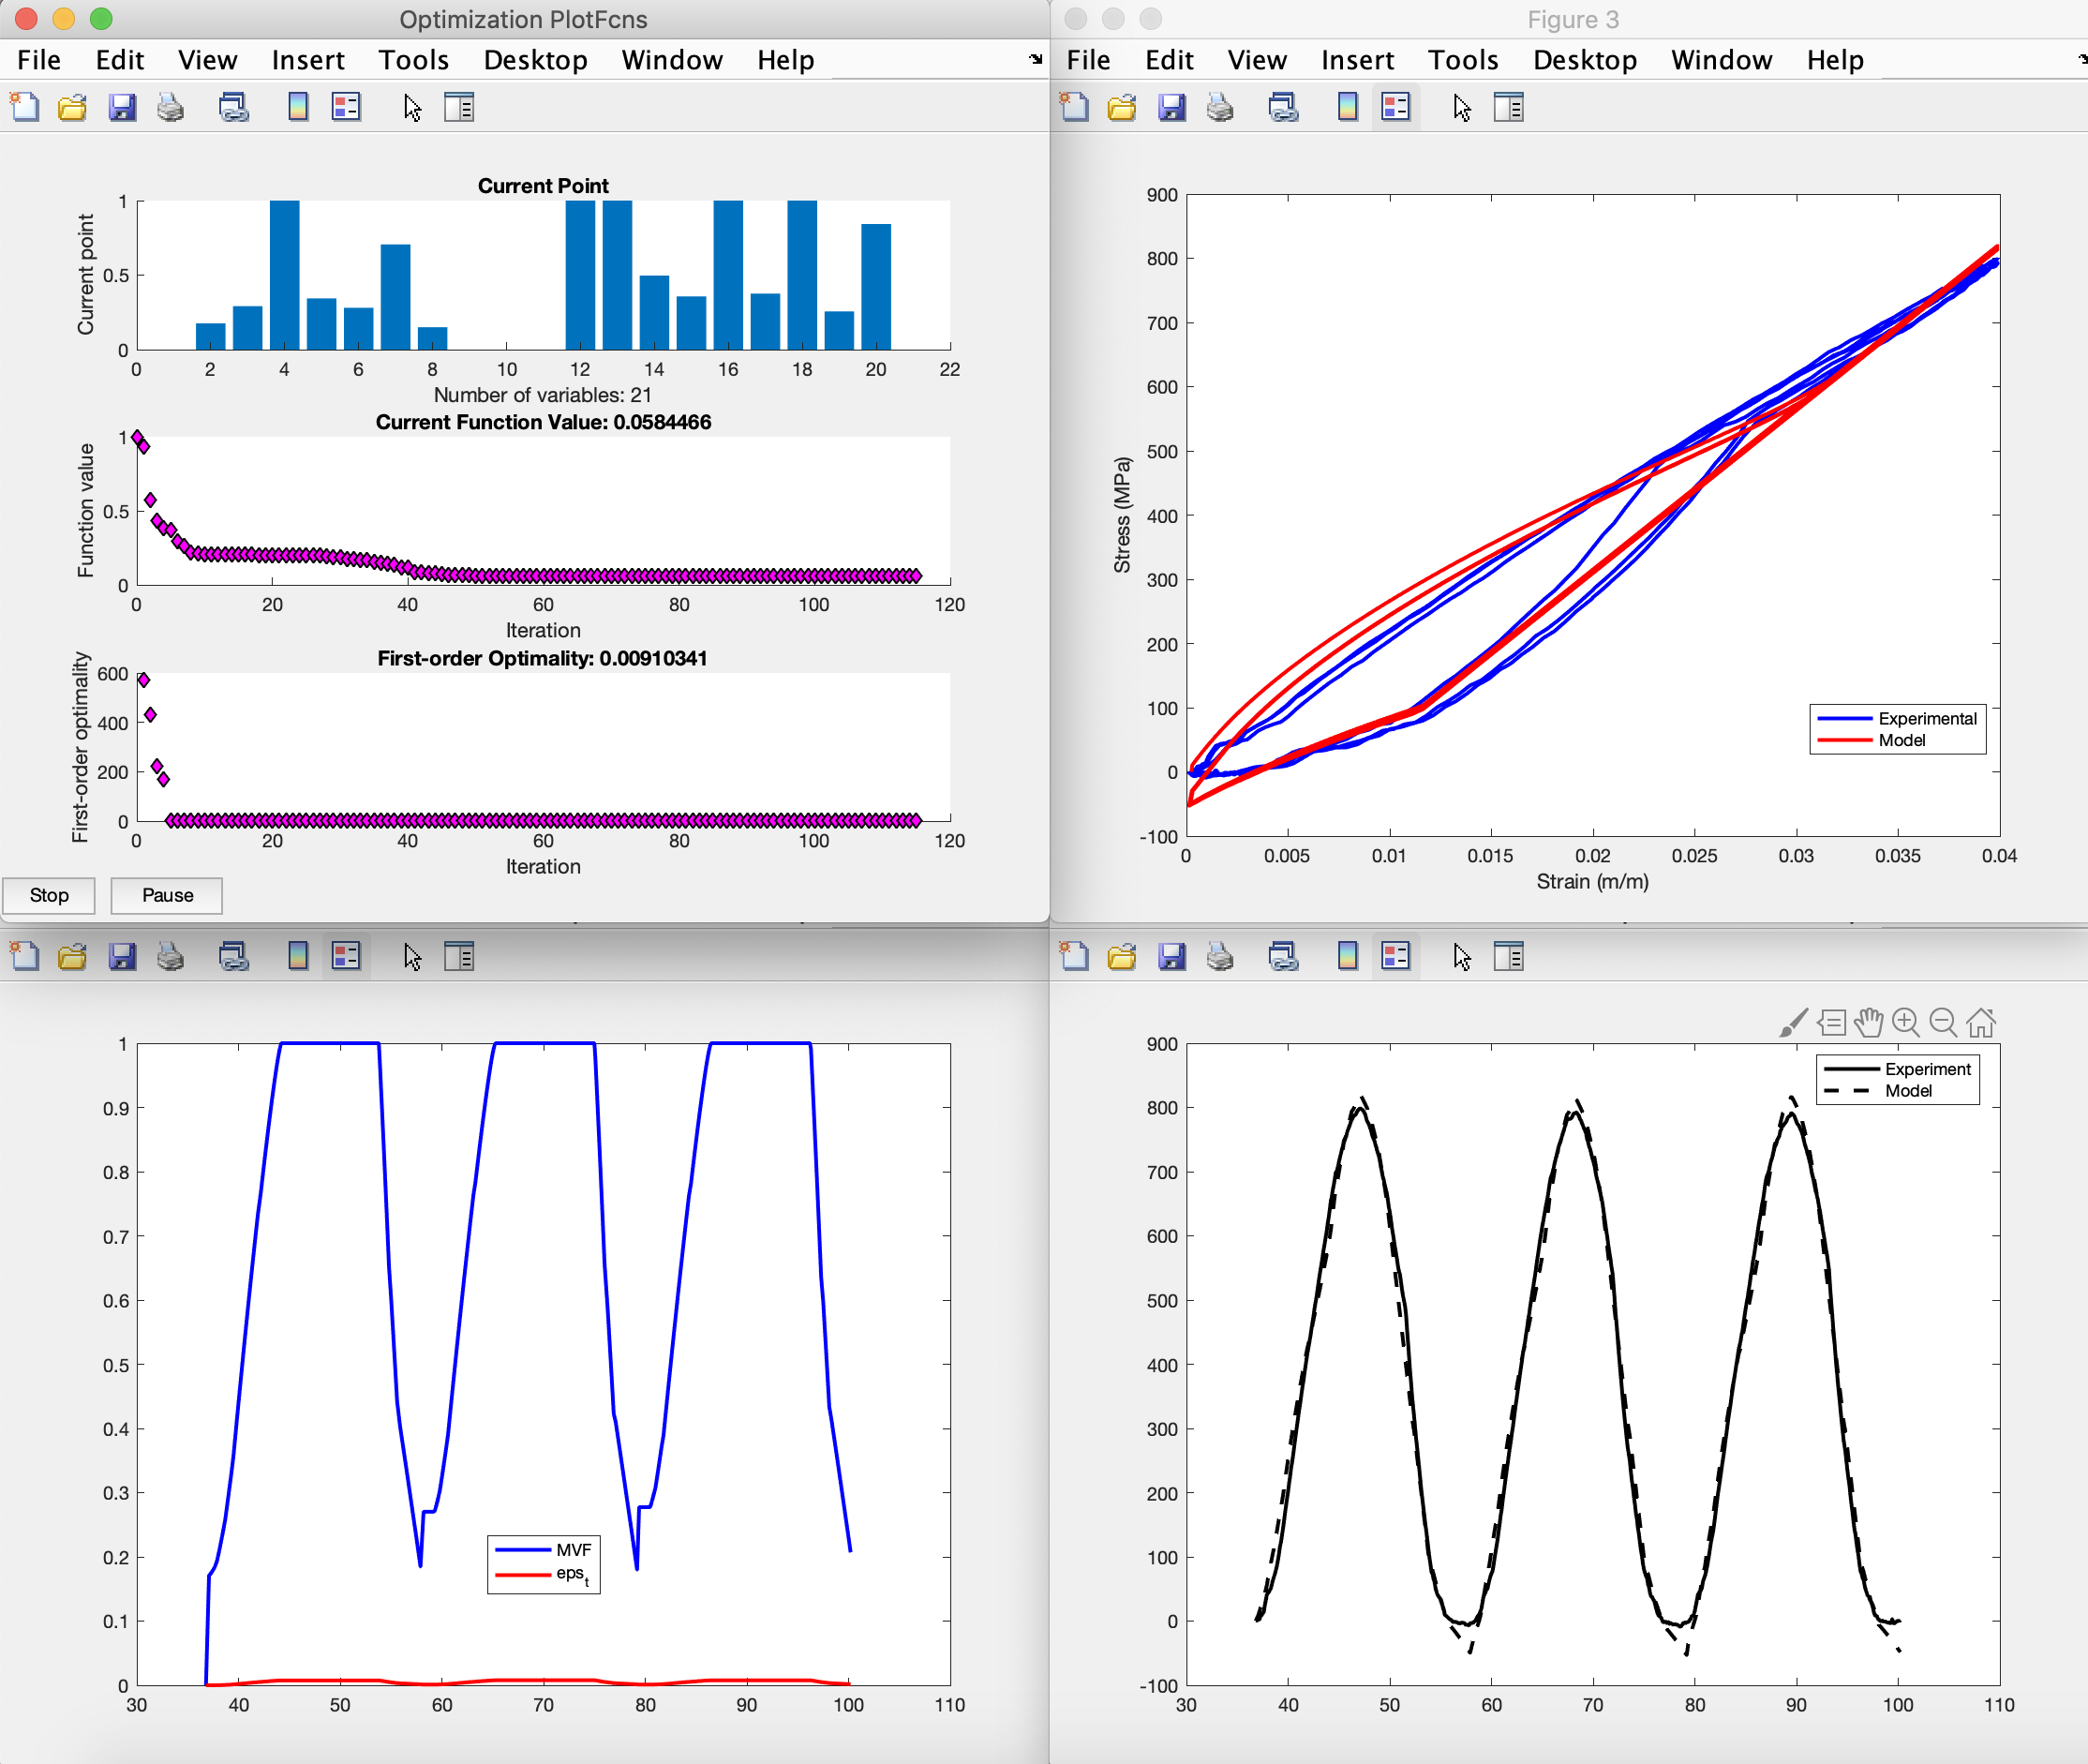 Optimization PlotFcns
File Edit View Insert Tools Desktop Window Help
Current Point
Current point
1
0.5
0
0 2 4 6 8 10 12 14 16 18 20 22
Number of variables: 21
Current Function Value: 0.0584466
Function value
1
0.5
0
0 20 40 60 80 100 120
Iteration
First-order Optimality: 0.00910341
First-order optimality
600
400
200
0
0 20 40 60 80 100 120
Iteration
Stop Pause
Figure 3
File Edit View Insert Tools Desktop Window Help
900
800
700
600
500
400
300
200
100
0
-100
Stress (MPa)
Experimental
Model
0 0.005 0.01 0.015 0.02 0.025 0.03 0.035 0.04
Strain (m/m)
1
0.9
0.8
0.7
0.6
0.5
0.4
0.3
0.2
0.1
0
MVF
eps_t
30 40 50 60 70 80 90 100 110
900
800
700
600
500
400
300
200
100
0
-100
Experiment
Model
30 40 50 60 70 80 90 100 110